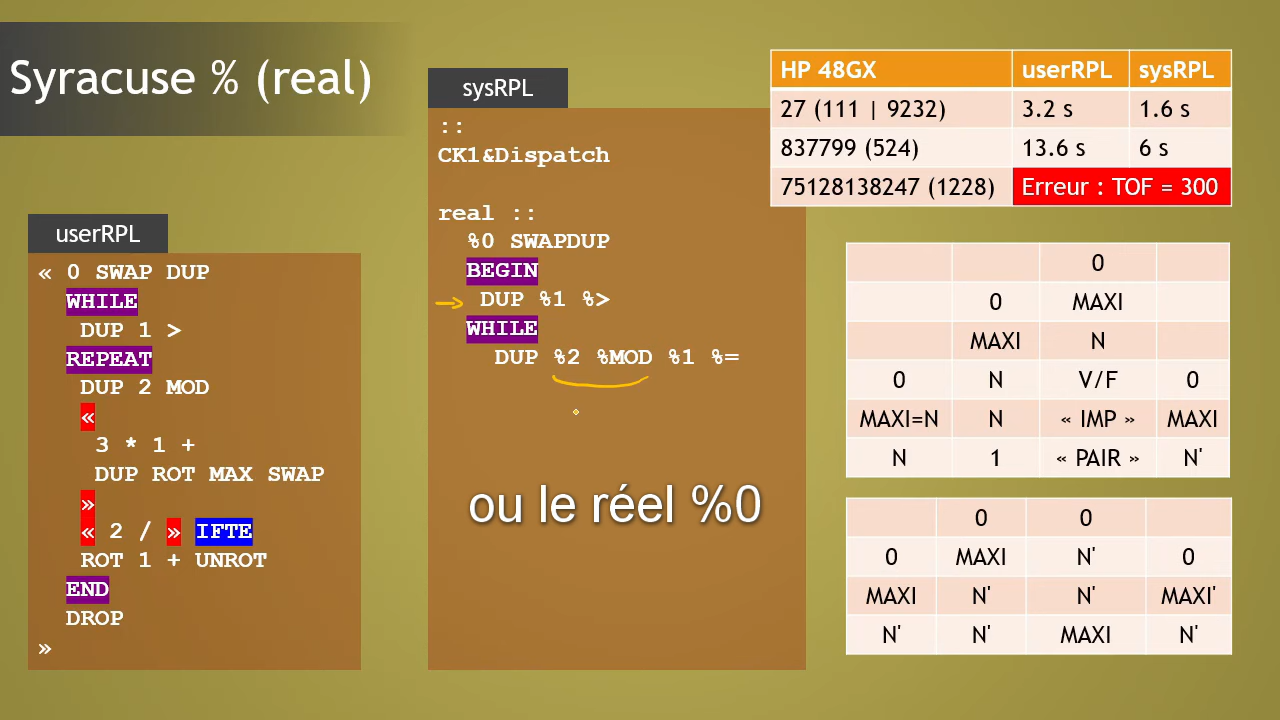 Syracuse % (real)
userRPL
« 0 SWAP DUP
WHILE
DUP 1 >
REPEAT
DUP 2 MOD
«
3 * 1 +
DUP ROT MAX SWAP
»
« 2 / » IFTE
ROT 1 + UNROT
END
DROP
»
sysRPL
::
CK1&Dispatch
real ::
%0 SWAPDUP
BEGIN
DUP %1 %>
WHILE
DUP %2 %MOD %1 %=
ou le réel %0
HP 48GX userRPL sysRPL
27 (111 | 9232) 3.2 s 1.6 s
837799 (524) 13.6 s 6 s
75128138247 (1228) Erreur : TOF = 300
0
0 MAXI
MAXI N
0 N V/F 0
MAXI=N N « IMP » MAXI
N 1 « PAIR » N'
0 0
0 MAXI N' 0
MAXI N' N' MAXI'
N' N' MAXI N'